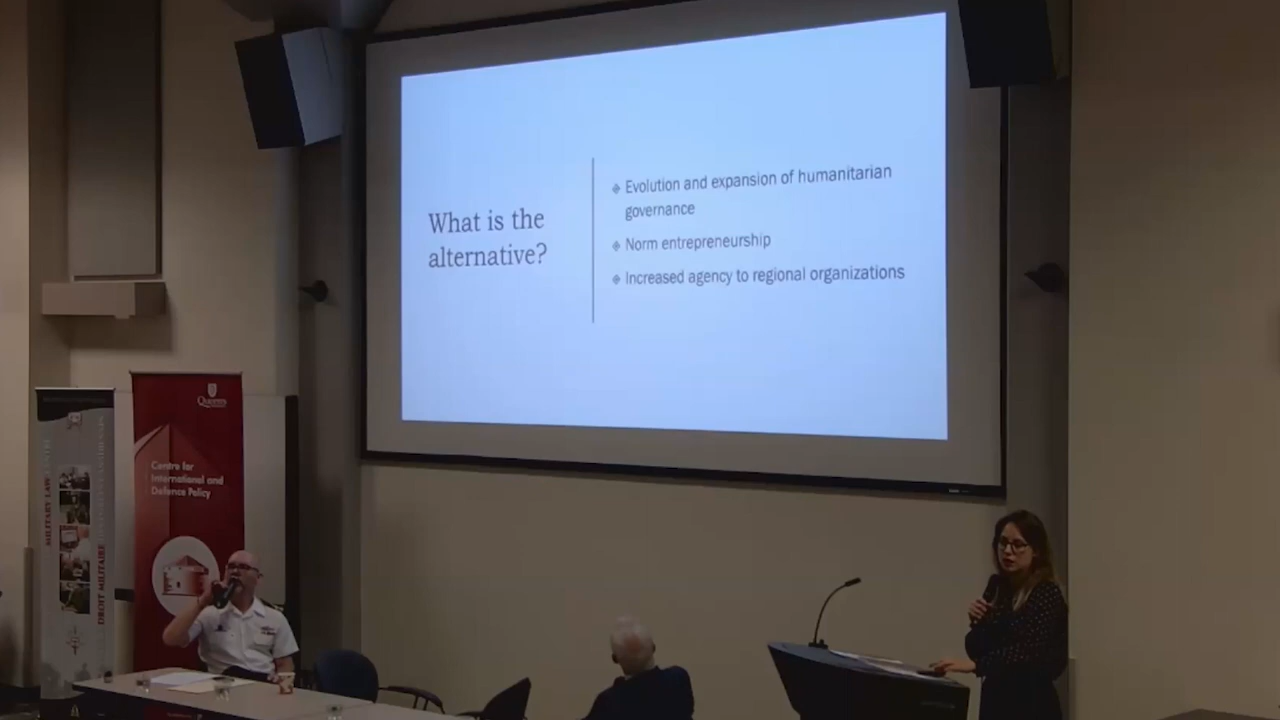 What is the
alternative?
Evolution and expansion of humanitarian
governance
Norm entrepreneurship
Increased agency to regional organizations
Queen's
Centre for
International and
Defence Policy
MILITARY LAW
DROIT MILITAIRE